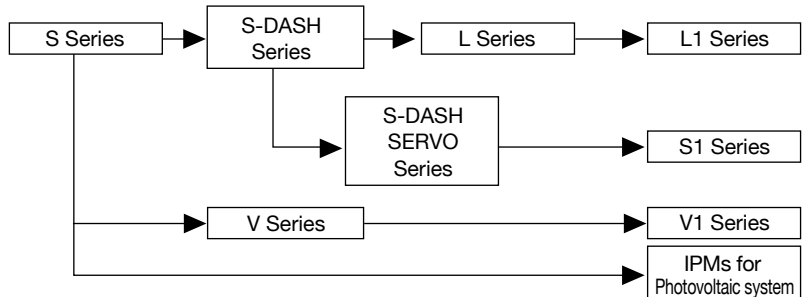 S Series
S-DASH
Series
L Series
L1 Series
S-DASH
SERVO
Series
S1 Series
V Series
V1 Series
IPMs for
Photovoltaic system